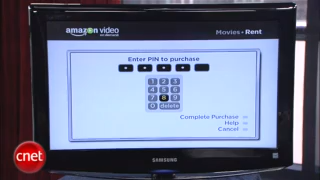 amazon video
on demand
Movies • Rent
Enter PIN to purchase
1 2 3
4 5 6
7 8 9
0 delete
Complete Purchase
Help
Cancel
SAMSUNG
cnet